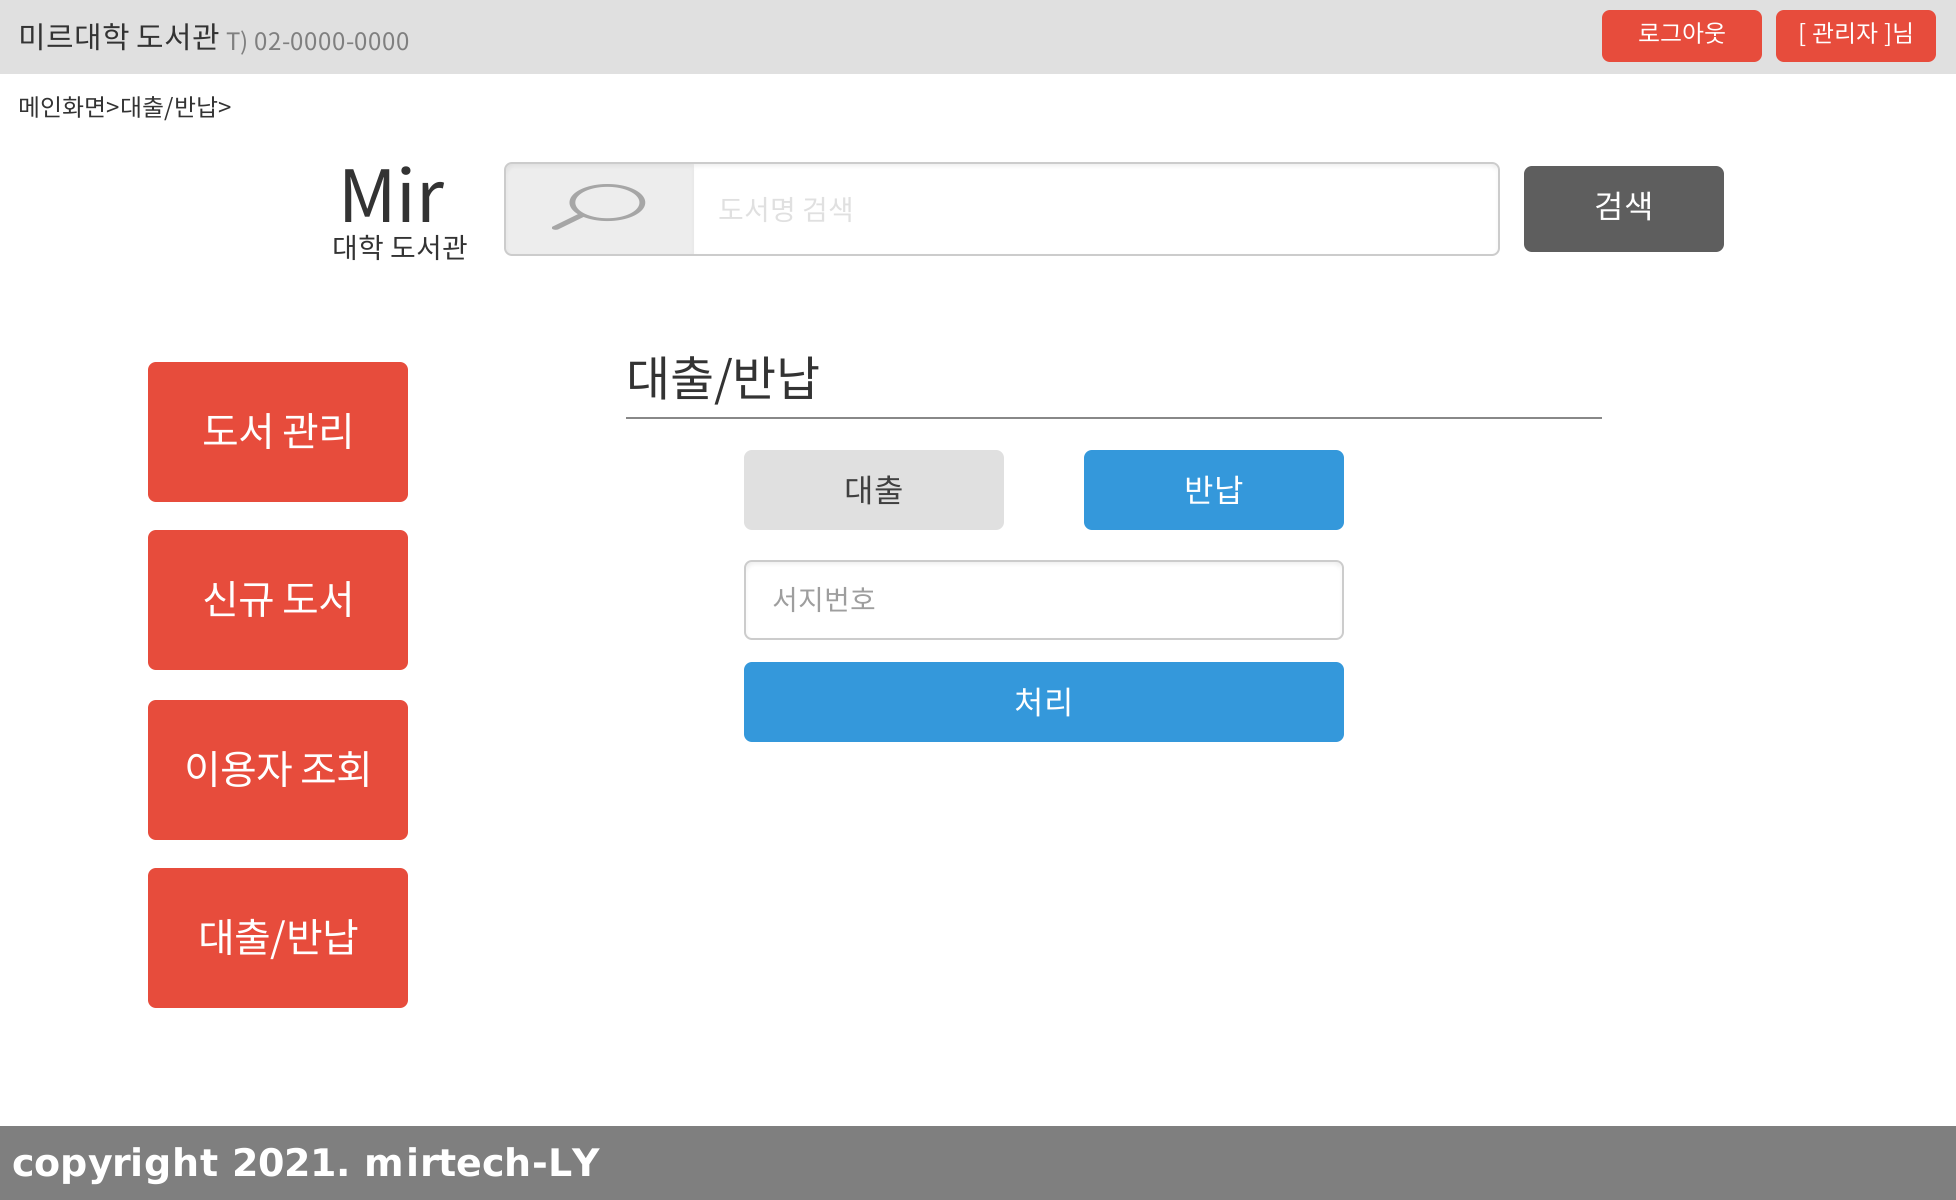 미르대학 도서관 T) 02-0000-0000
로그아웃
[ 관리자 ]님
메인화면>대출/반납>
Mir
대학 도서관
도서명 검색
검색
도서 관리
신규 도서
이용자 조회
대출/반납
대출/반납
대출
반납
서지번호
처리
copyright 2021. mirtech-LY